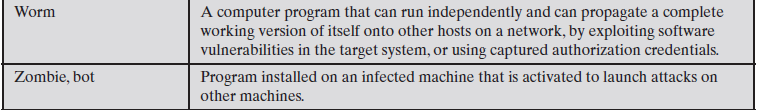 Worm
A computer program that can run independently and can propagate a complete
working version of itself onto other hosts on a network, by exploiting software
vulnerabilities in the target system, or using captured authorization credentials.
Zombie, bot
Program installed on an infected machine that is activated to launch attacks on
other machines.